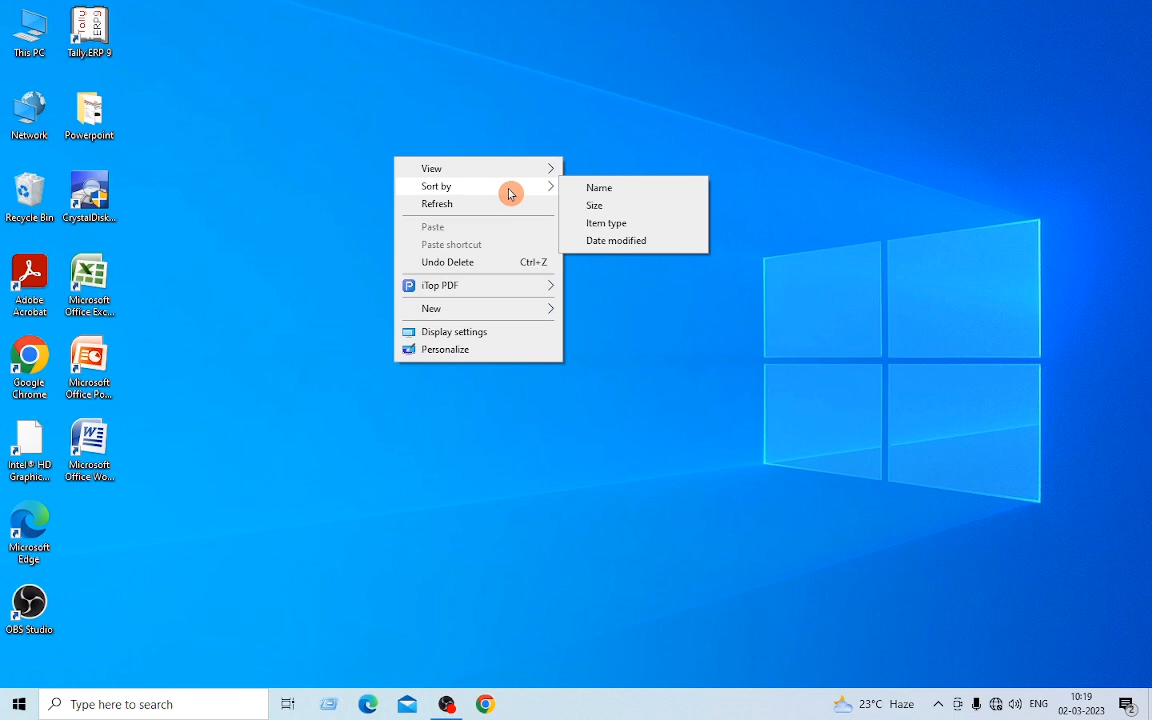 This PC
Tally.ERP 9
Tally
ERP9
Network
Powerpoint
Recycle Bin
CrystalDisk...
Adobe
Acrobat
Microsoft
Office Exc...
Google
Chrome
Microsoft
Office Po...
Intel® HD
Graphic...
Microsoft
Office Wo...
Microsoft
Edge
OBS Studio
View
Sort by
Refresh
Paste
Paste shortcut
Undo Delete Ctrl+Z
iTop PDF
New
Display settings
Personalize
Name
Size
Item type
Date modified
Type here to search
23°C Haze
ENG
10:19
02-03-2023
2